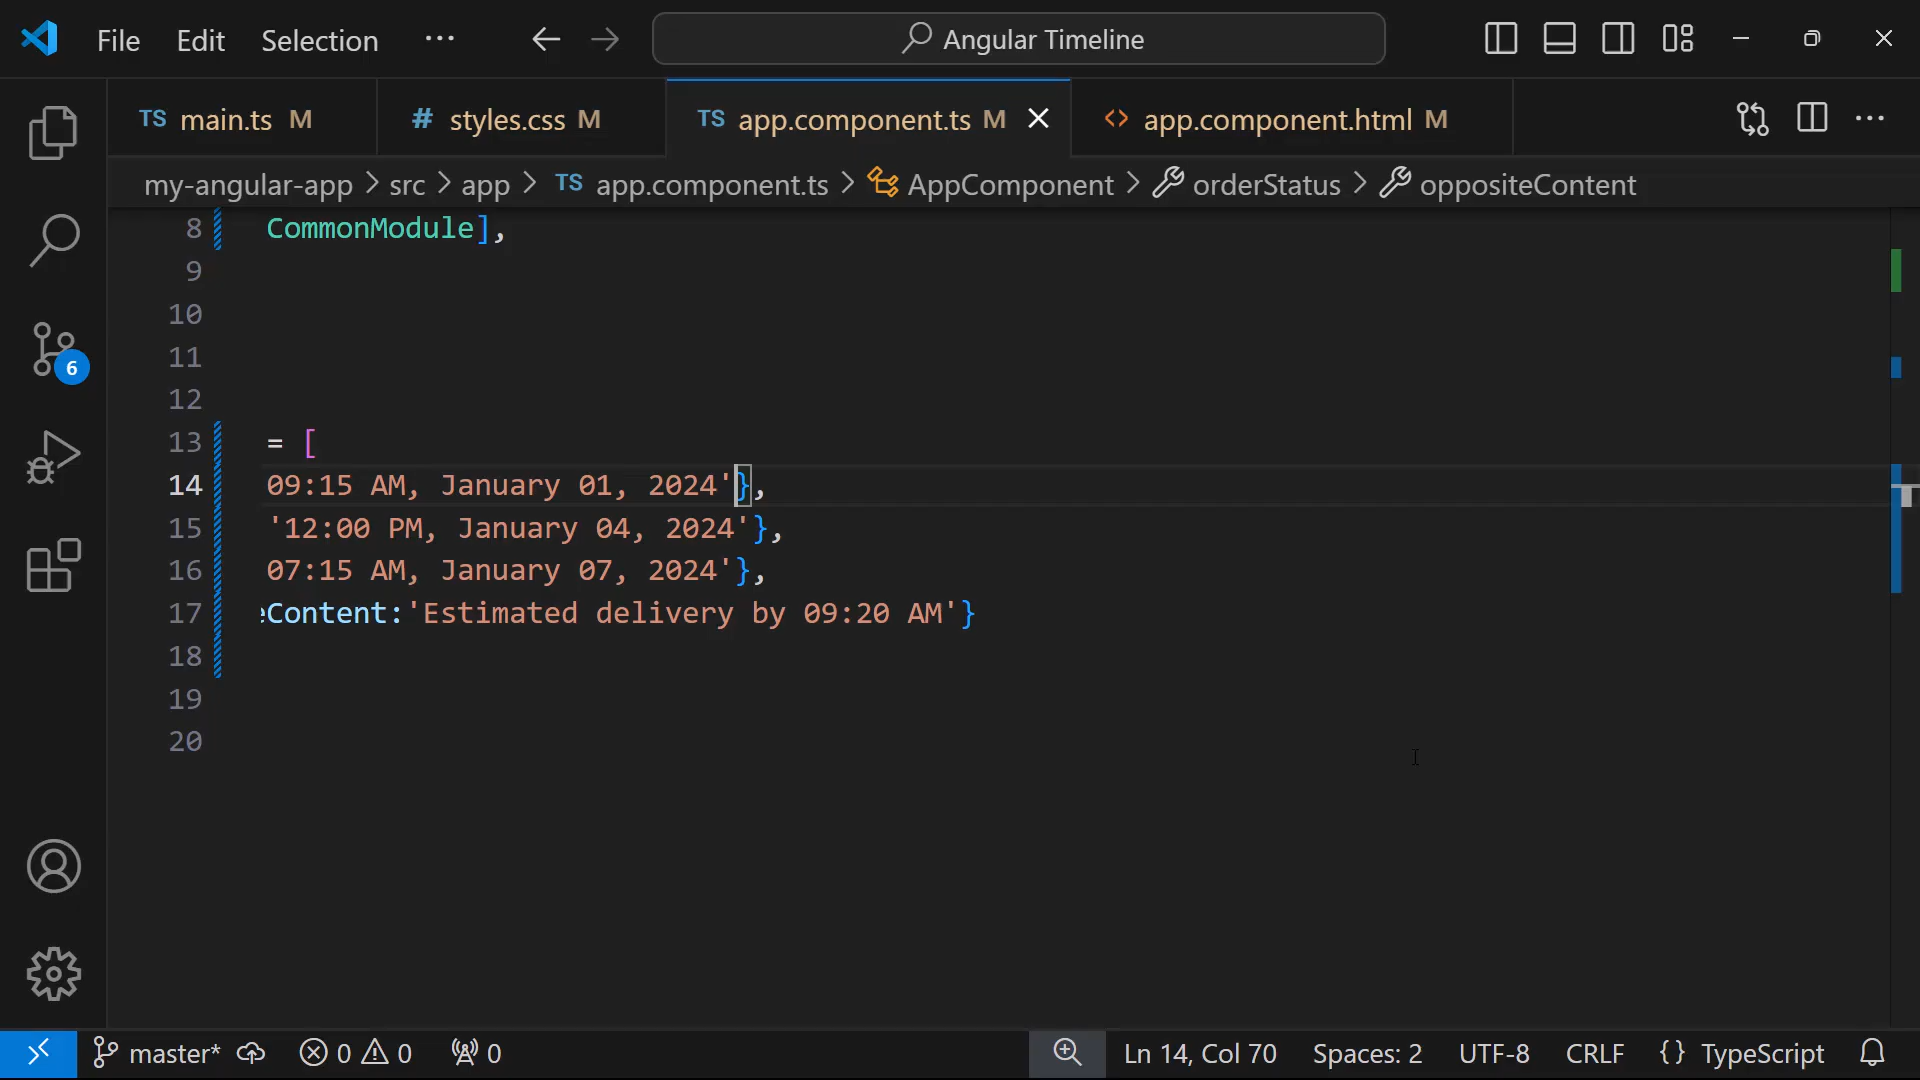 File Edit Selection ··· Angular Timeline
TS main.ts M # styles.css M TS app.component.ts M <> app.component.html M ···
my-angular-app > src > app > TS app.component.ts > AppComponent > orderStatus > oppositeContent
8 CommonModule],
9
10
11
12
13 = [
14 09:15 AM, January 01, 2024'},
15 '12:00 PM, January 04, 2024'},
16 07:15 AM, January 07, 2024'},
17 eContent:'Estimated delivery by 09:20 AM'}
18
19
20
6
master* 0 0 0 Ln 14, Col 70 Spaces: 2 UTF-8 CRLF {} TypeScript